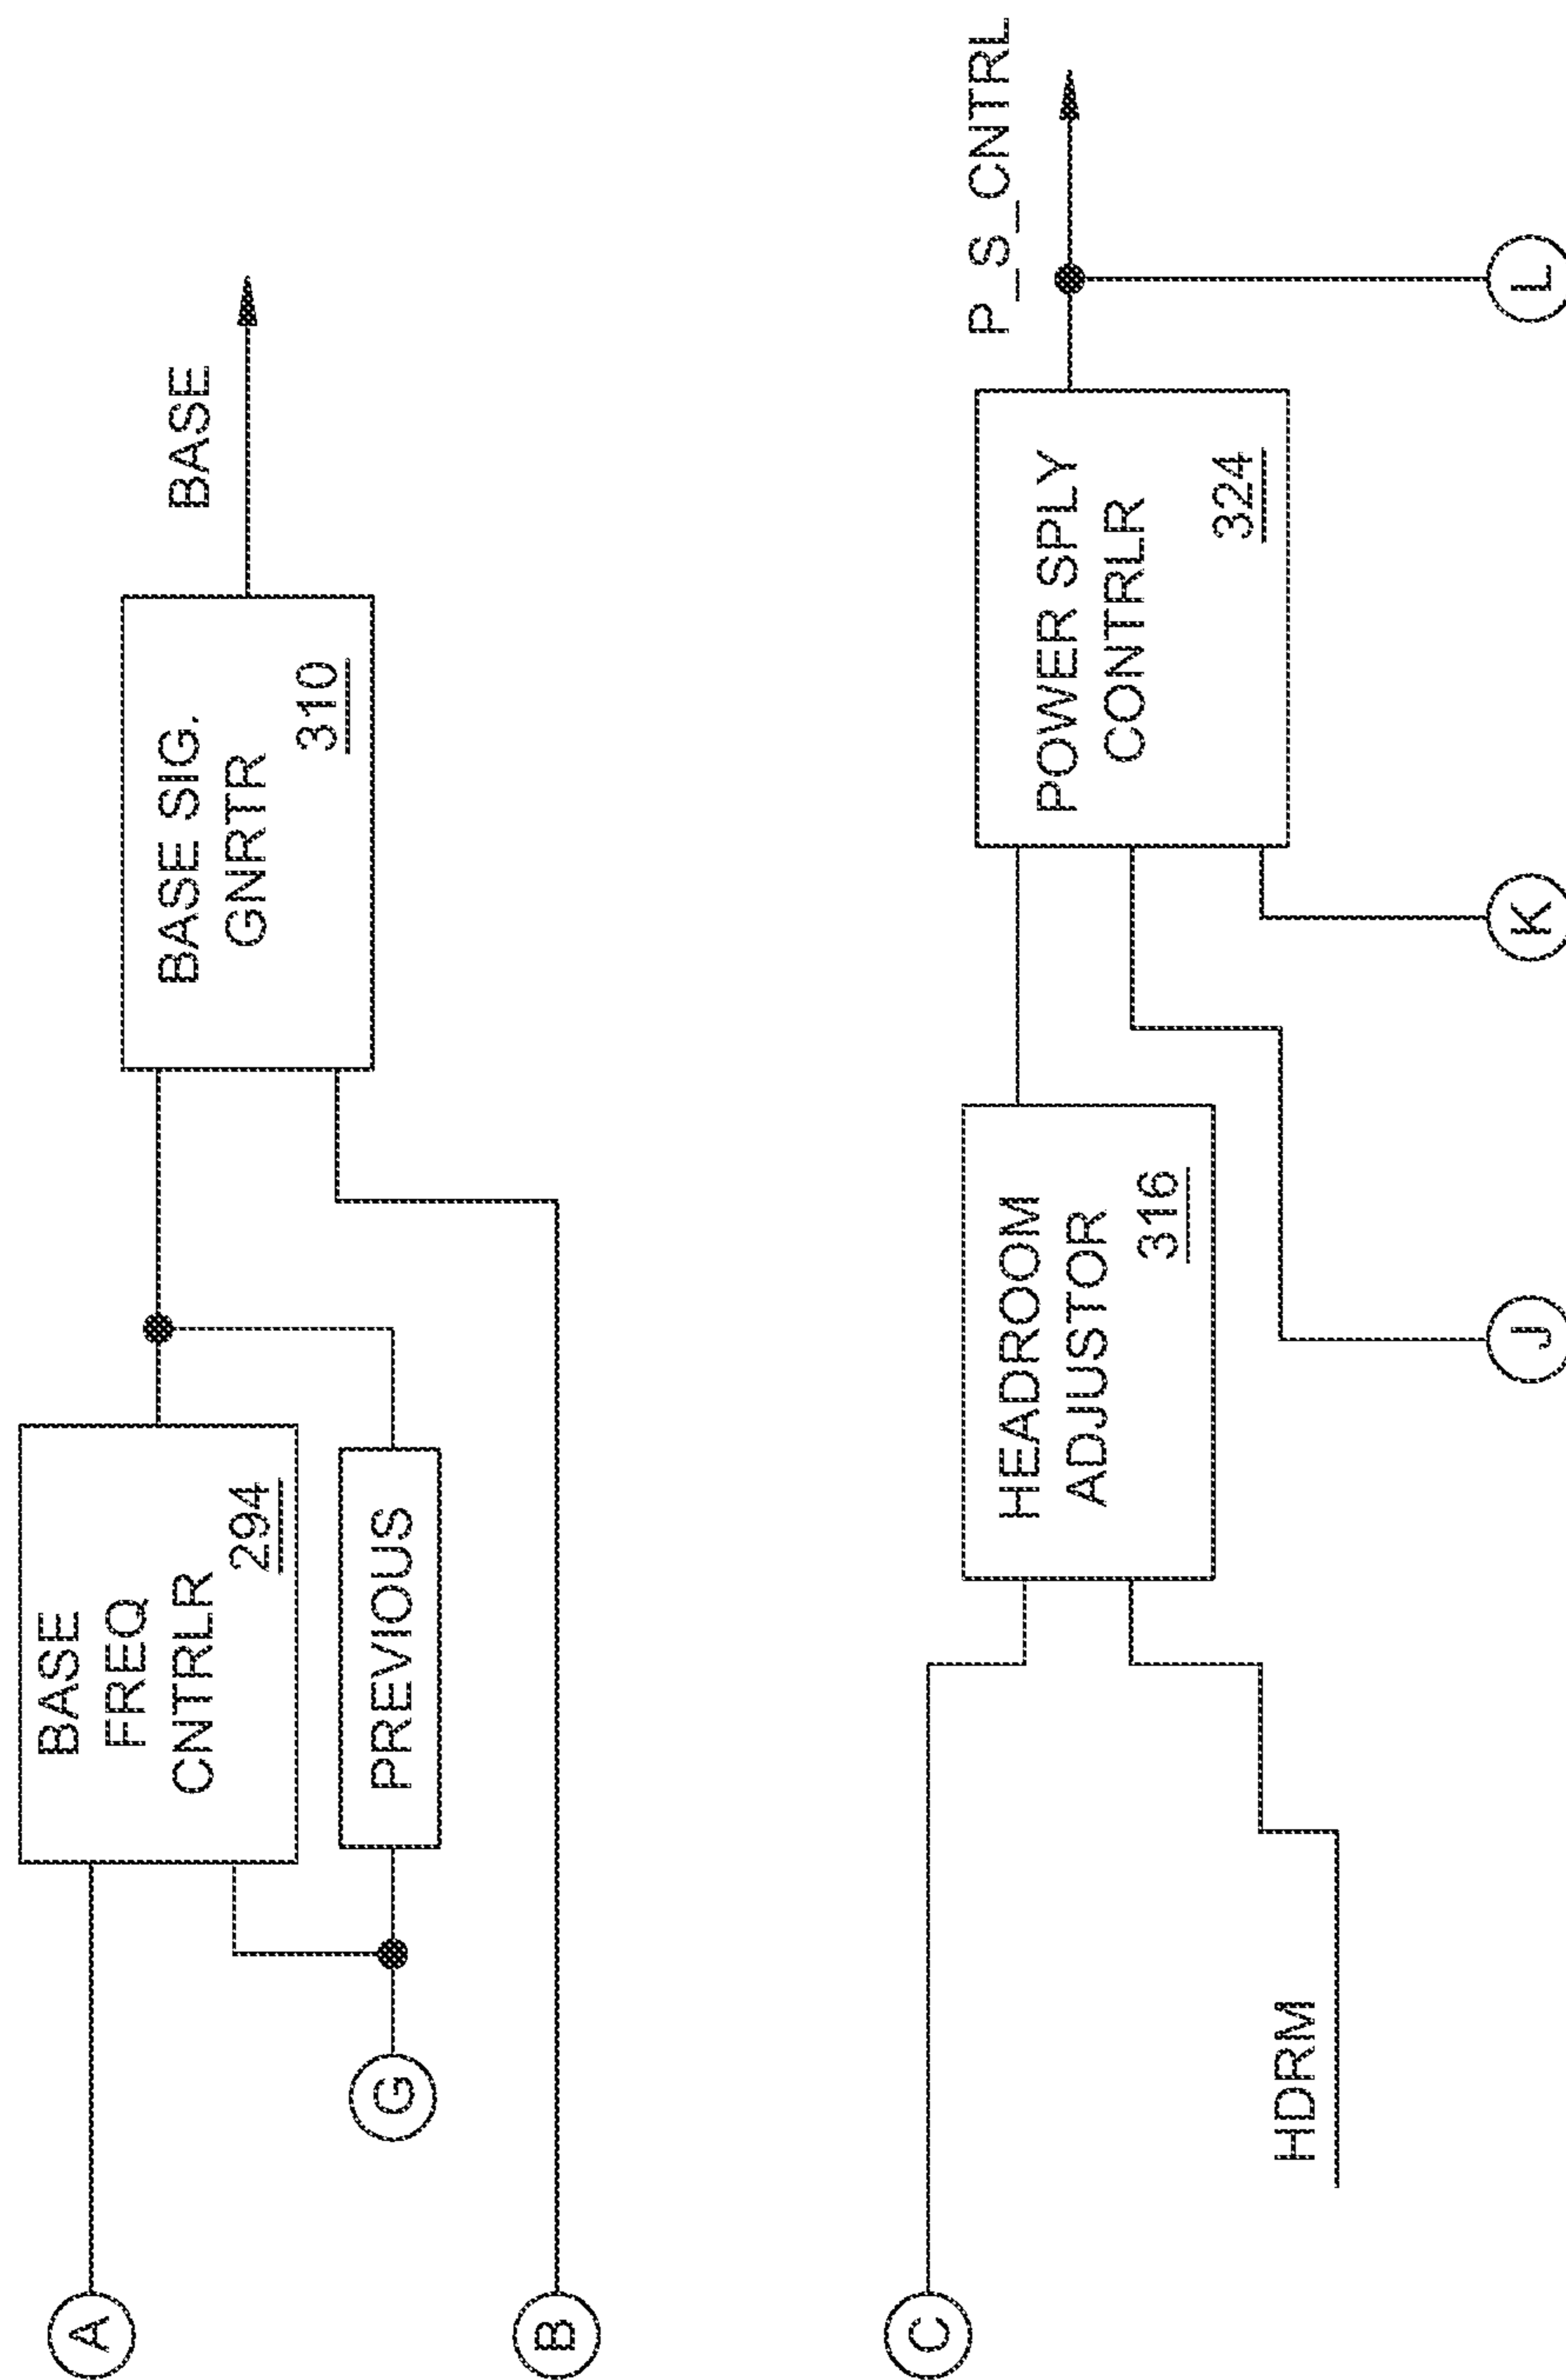 A
BASE
FREQ
CNTRLR
294
PREVIOUS
G
B
BASE SIG.
GNRTR
310
BASE
C
HDRM
HEADROOM
ADJUSTOR
316
J
POWER SPLY
CONTRLR
324
K
P_S_CNTRL
L